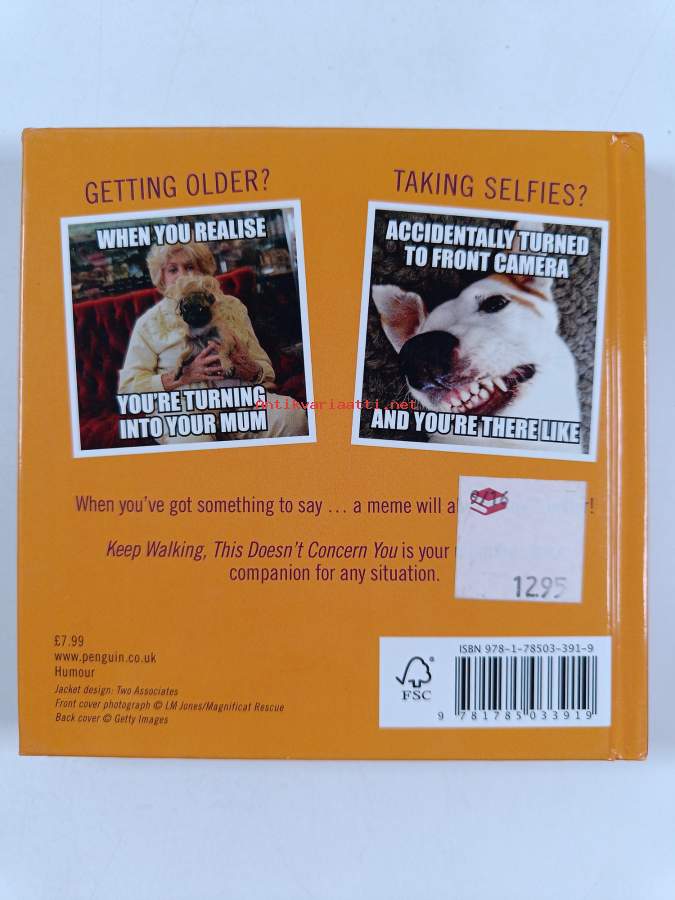 GETTING OLDER?
WHEN YOU REALISE
YOU'RE TURNING
INTO YOUR MUM
TAKING SELFIES?
ACCIDENTALLY TURNED
TO FRONT CAMERA
AND YOU'RE THERE LIKE
Antikvariaatti.net
When you've got something to say ... a meme will
Keep Walking, This Doesn't Concern You is your
companion for any situation.
12.95
£7.99
www.penguin.co.uk
Humour
Jacket design: Two Associates
Front cover photograph © LM Jones/Magnificat Rescue
Back cover © Getty Images
FSC
ISBN 978-1-78503-391-9
9 781785 033919